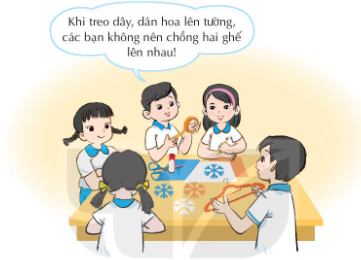 Khi treo dây, dán hoa lên tường,
các bạn không nên chồng hai ghế
lên nhau!